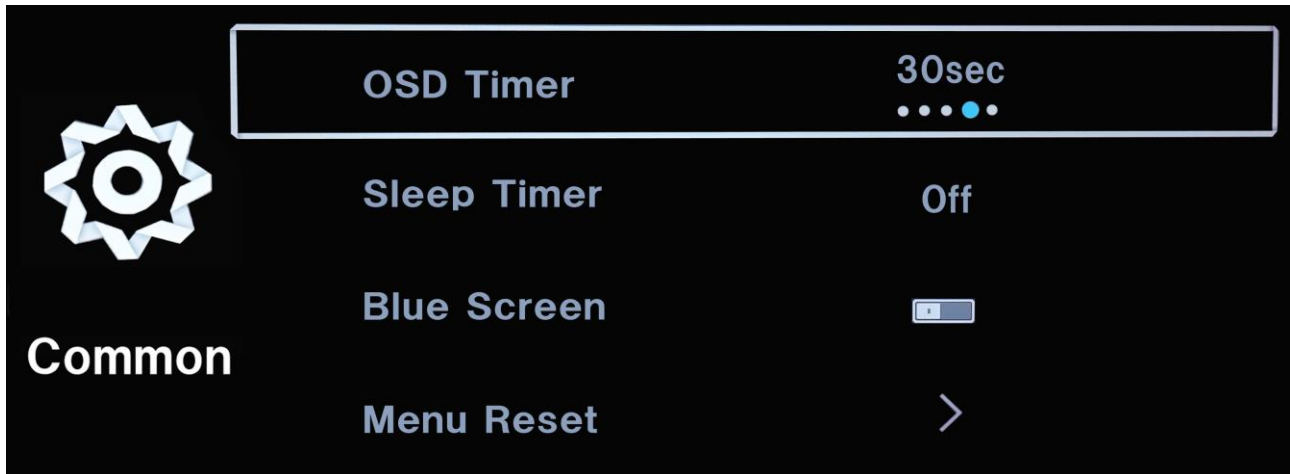 OSD Timer 30sec
Sleep Timer Off
Blue Screen
Common
Menu Reset